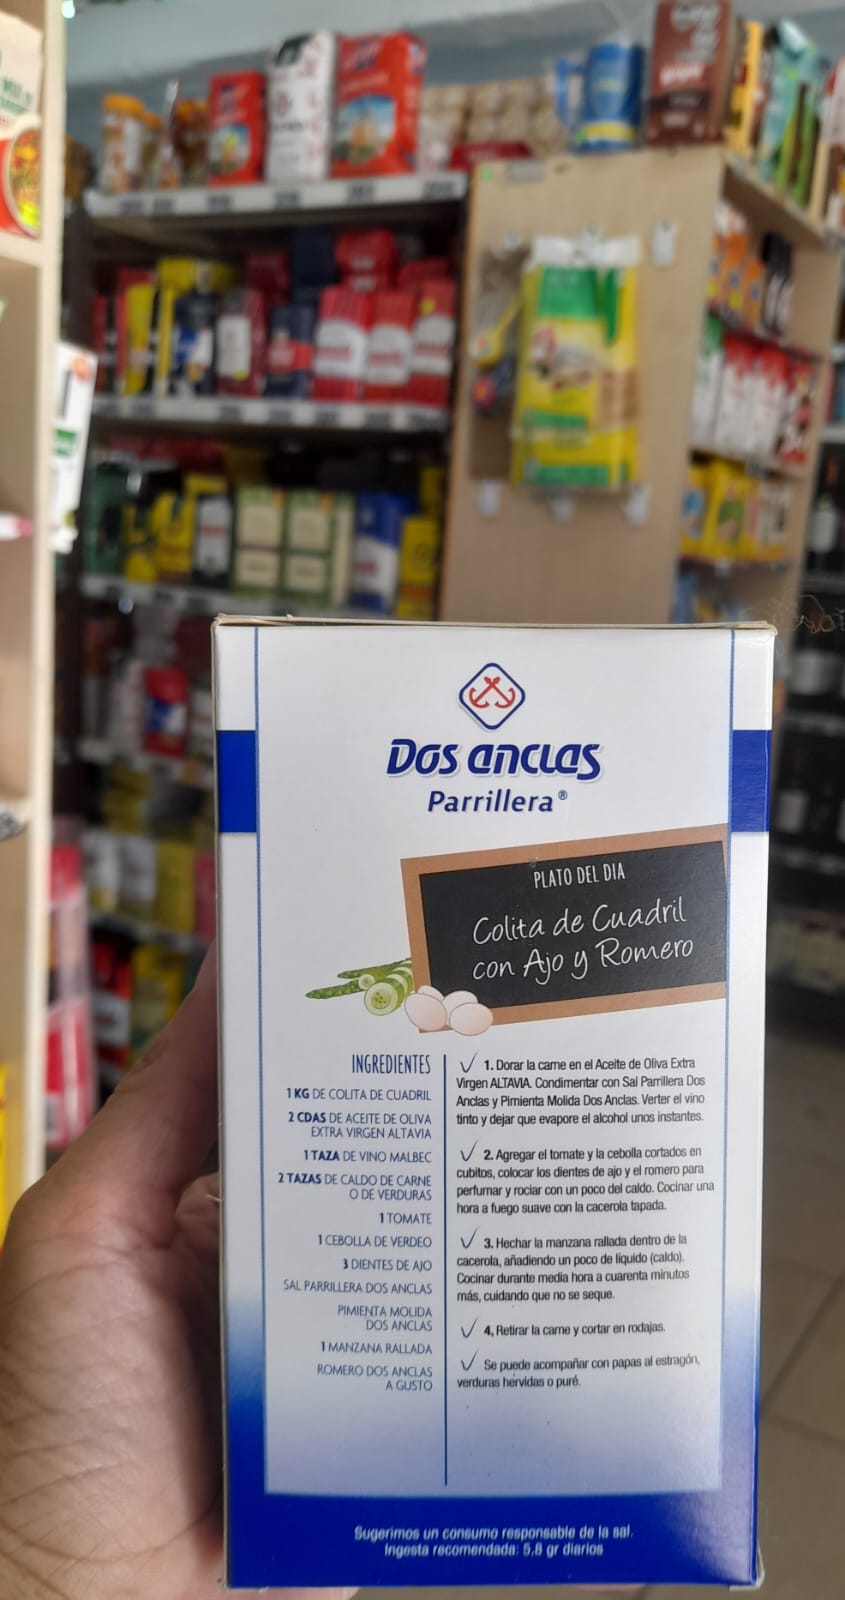 Dos anclas
Parrillera®
PLATO DEL DIA
Colita de Cuadril
con Ajo y Romero
INGREDIENTES
1 KG DE COLITA DE CUADRIL
2 CDAS DE ACEITE DE OLIVA
EXTRA VIRGEN ALTAVIA
1 TAZA DE VINO MALBEC
2 TAZAS DE CALDO DE CARNE
O DE VERDURAS
1 TOMATE
1 CEBOLLA DE VERDEO
3 DIENTES DE AJO
SAL PARRILLERA DOS ANCLAS
PIMIENTA MOLIDA
DOS ANCLAS
1 MANZANA RALLADA
ROMERO DOS ANCLAS
A GUSTO
✓ 1. Dorar la carne en el Aceite de Oliva Extra
Virgen ALTAVIA. Condimentar con Sal Parrillera Dos
Anclas y Pimienta Molida Dos Anclas. Verter el vino
tinto y dejar que evapore el alcohol unos instantes.
✓ 2. Agregar el tomate y la cebolla cortados en
cubitos, colocar los dientes de ajo y el romero para
perfumar y rociar con un poco del caldo. Cocinar una
hora a fuego suave con la cacerola tapada.
✓ 3. Hechar la manzana rallada dentro de la
cacerola, añadiendo un poco de líquido (caldo).
Cocinar durante media hora a cuarenta minutos
más, cuidando que no se seque.
✓ 4, Retirar la carne y cortar en rodajas.
✓ Se puede acompañar con papas al estragón,
verduras hervidas o puré.
Sugerimos un consumo responsable de la sal.
Ingesta recomendada: 5,8 gr diarios